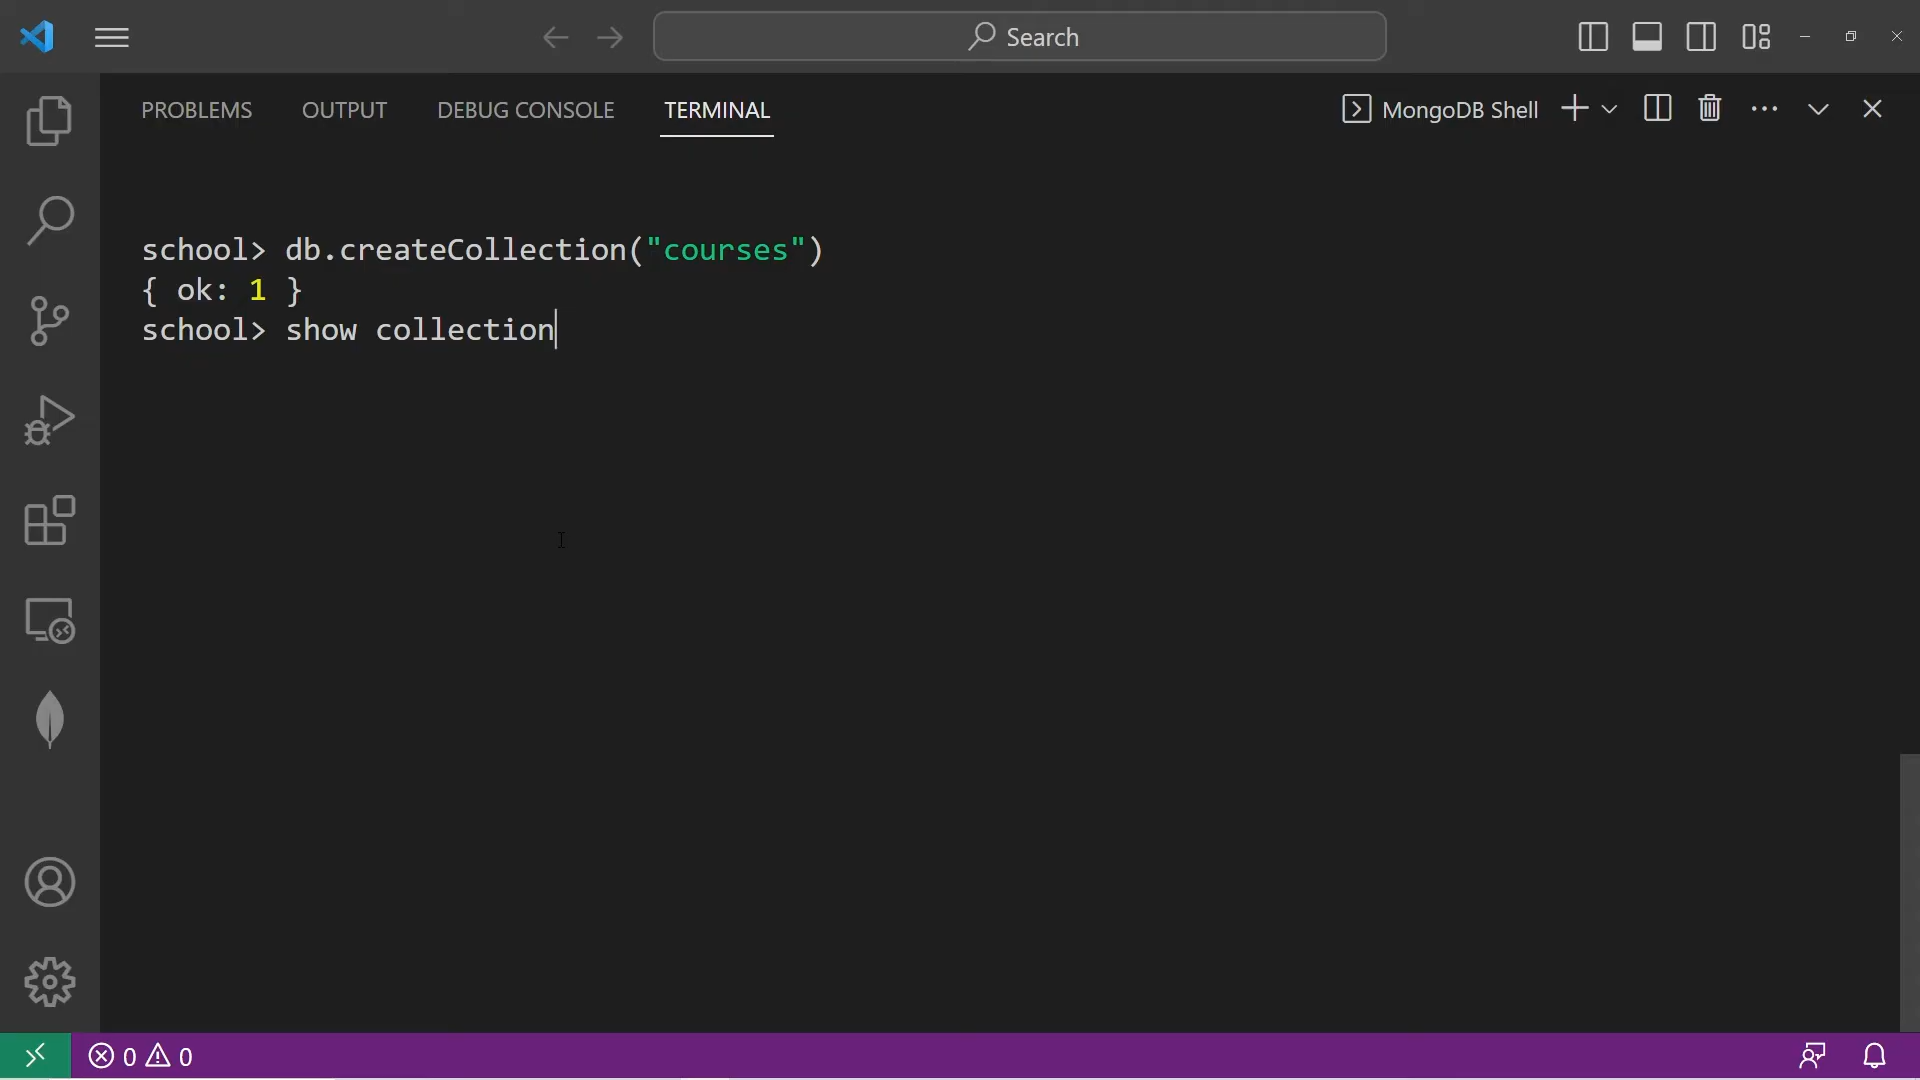 Search
PROBLEMS OUTPUT DEBUG CONSOLE TERMINAL MongoDB Shell
school> db.createCollection("courses")
{ ok: 1 }
school> show collection
0 0